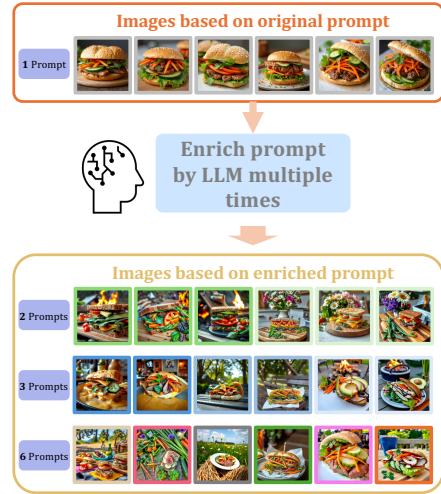 Images based on original prompt
1 Prompt
Enrich prompt
by LLM multiple
times
Images based on enriched prompt
2 Prompts
3 Prompts
6 Prompts